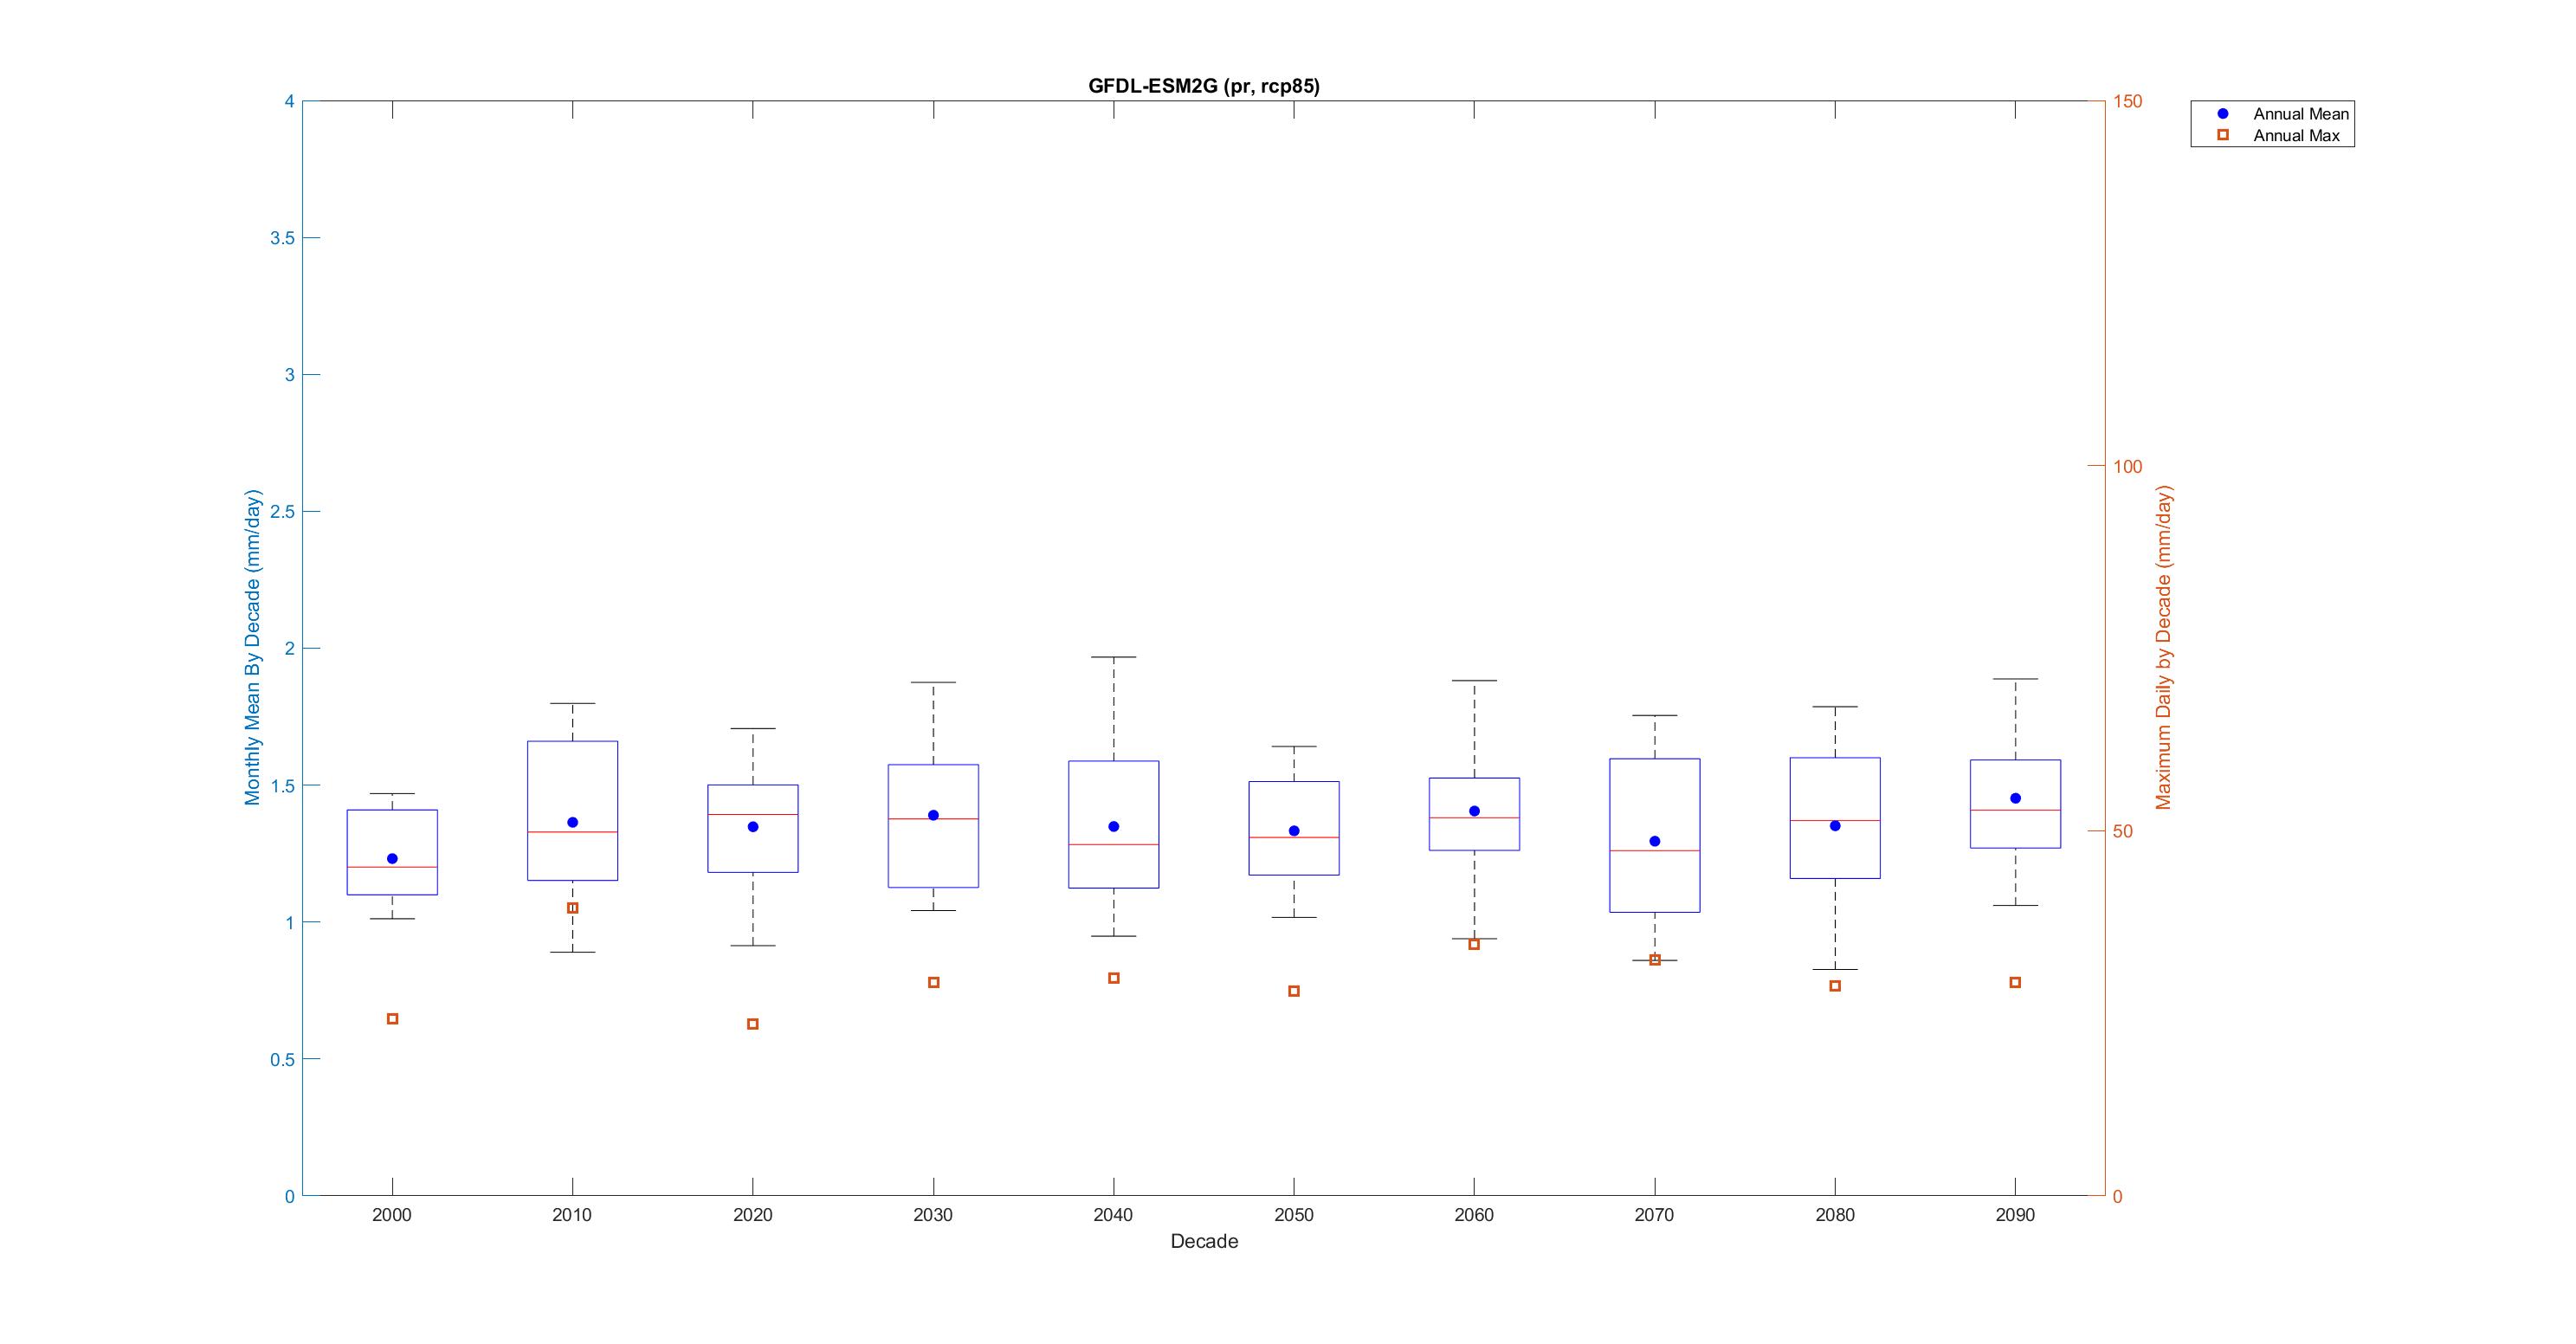 GFDL-ESM2G (pr, rcp85)
Annual Mean
Annual Max
Monthly Mean By Decade (mm/day)
4
3.5
3
2.5
2
1.5
1
0.5
0
150
100
50
0
Maximum Daily by Decade (mm/day)
2000 2010 2020 2030 2040 2050 2060 2070 2080 2090
Decade